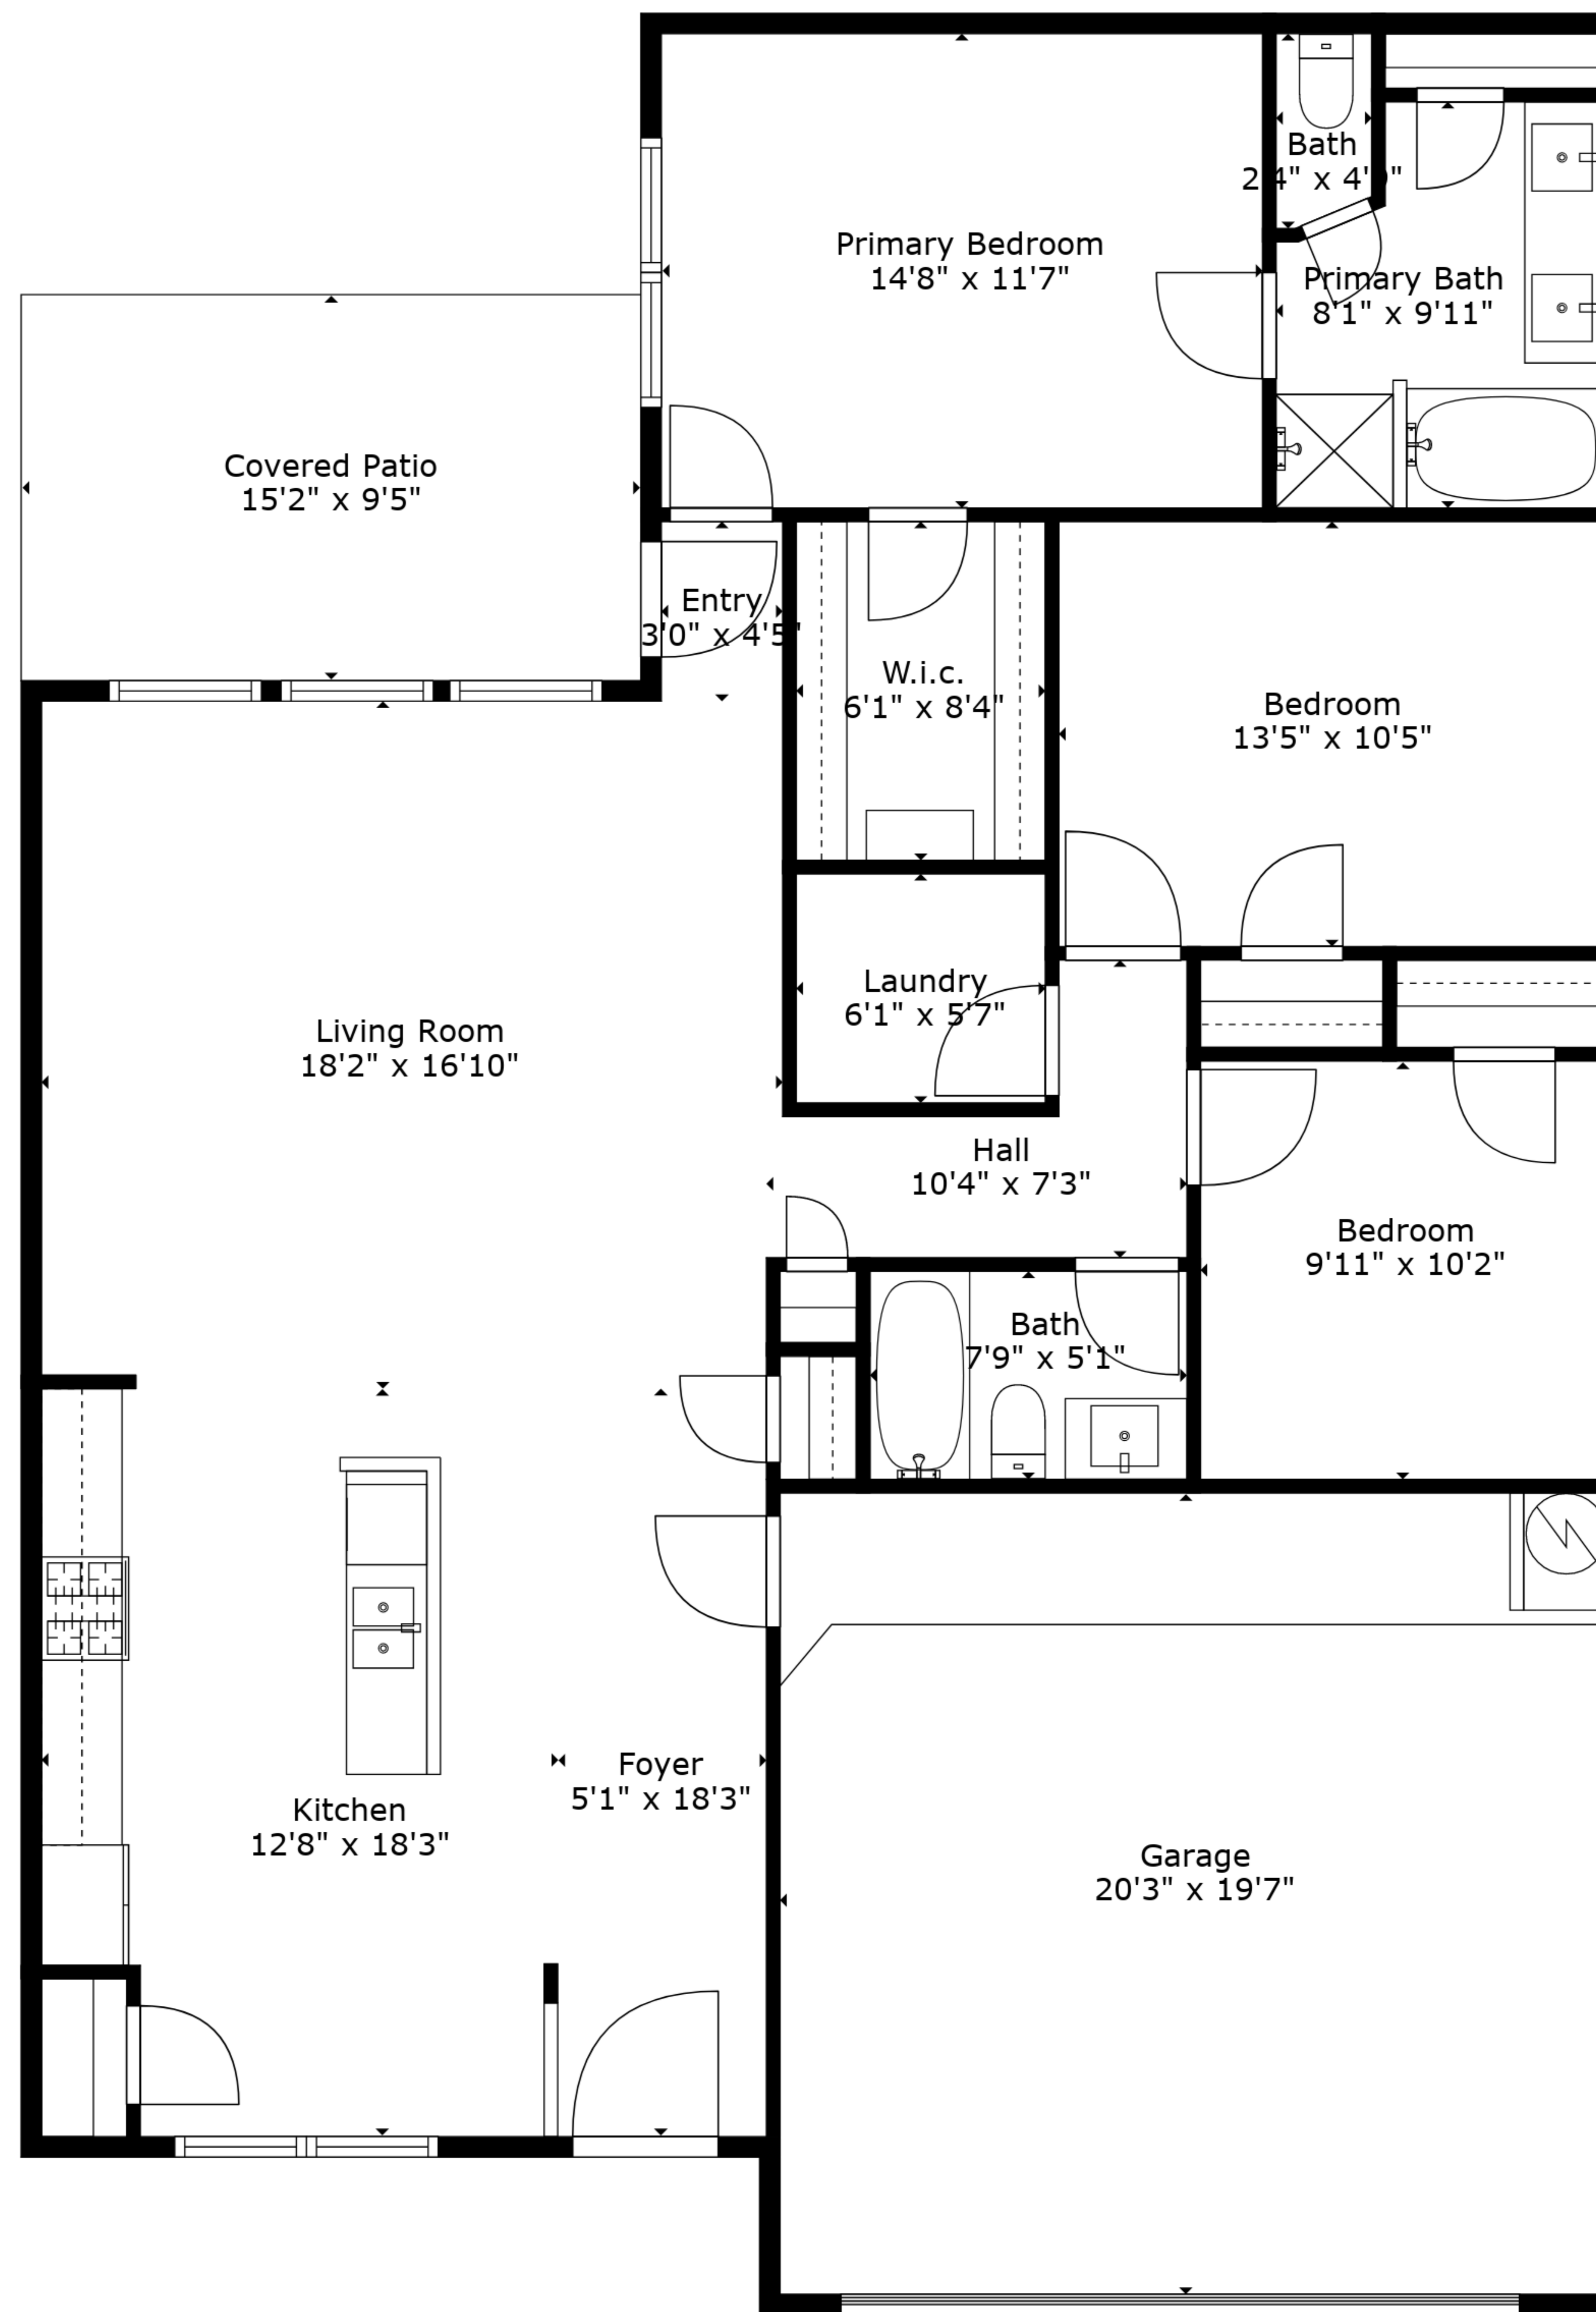 Bath
Primary Bedroom
14'8" x 11'7"
Primary Bath
8'1" x 9'11"
Covered Patio
15'2" x 9'5"
Entry
3'0" x 4'5"
W.i.c.
6'1" x 8'4"
Bedroom
13'5" x 10'5"
Laundry
6'1" x 5'7"
Living Room
18'2" x 16'10"
Hall
10'4" x 7'3"
Bedroom
9'11" x 10'2"
Bath
7'9" x 5'1"
Foyer
5'1" x 18'3"
Kitchen
12'8" x 18'3"
Garage
20'3" x 19'7"